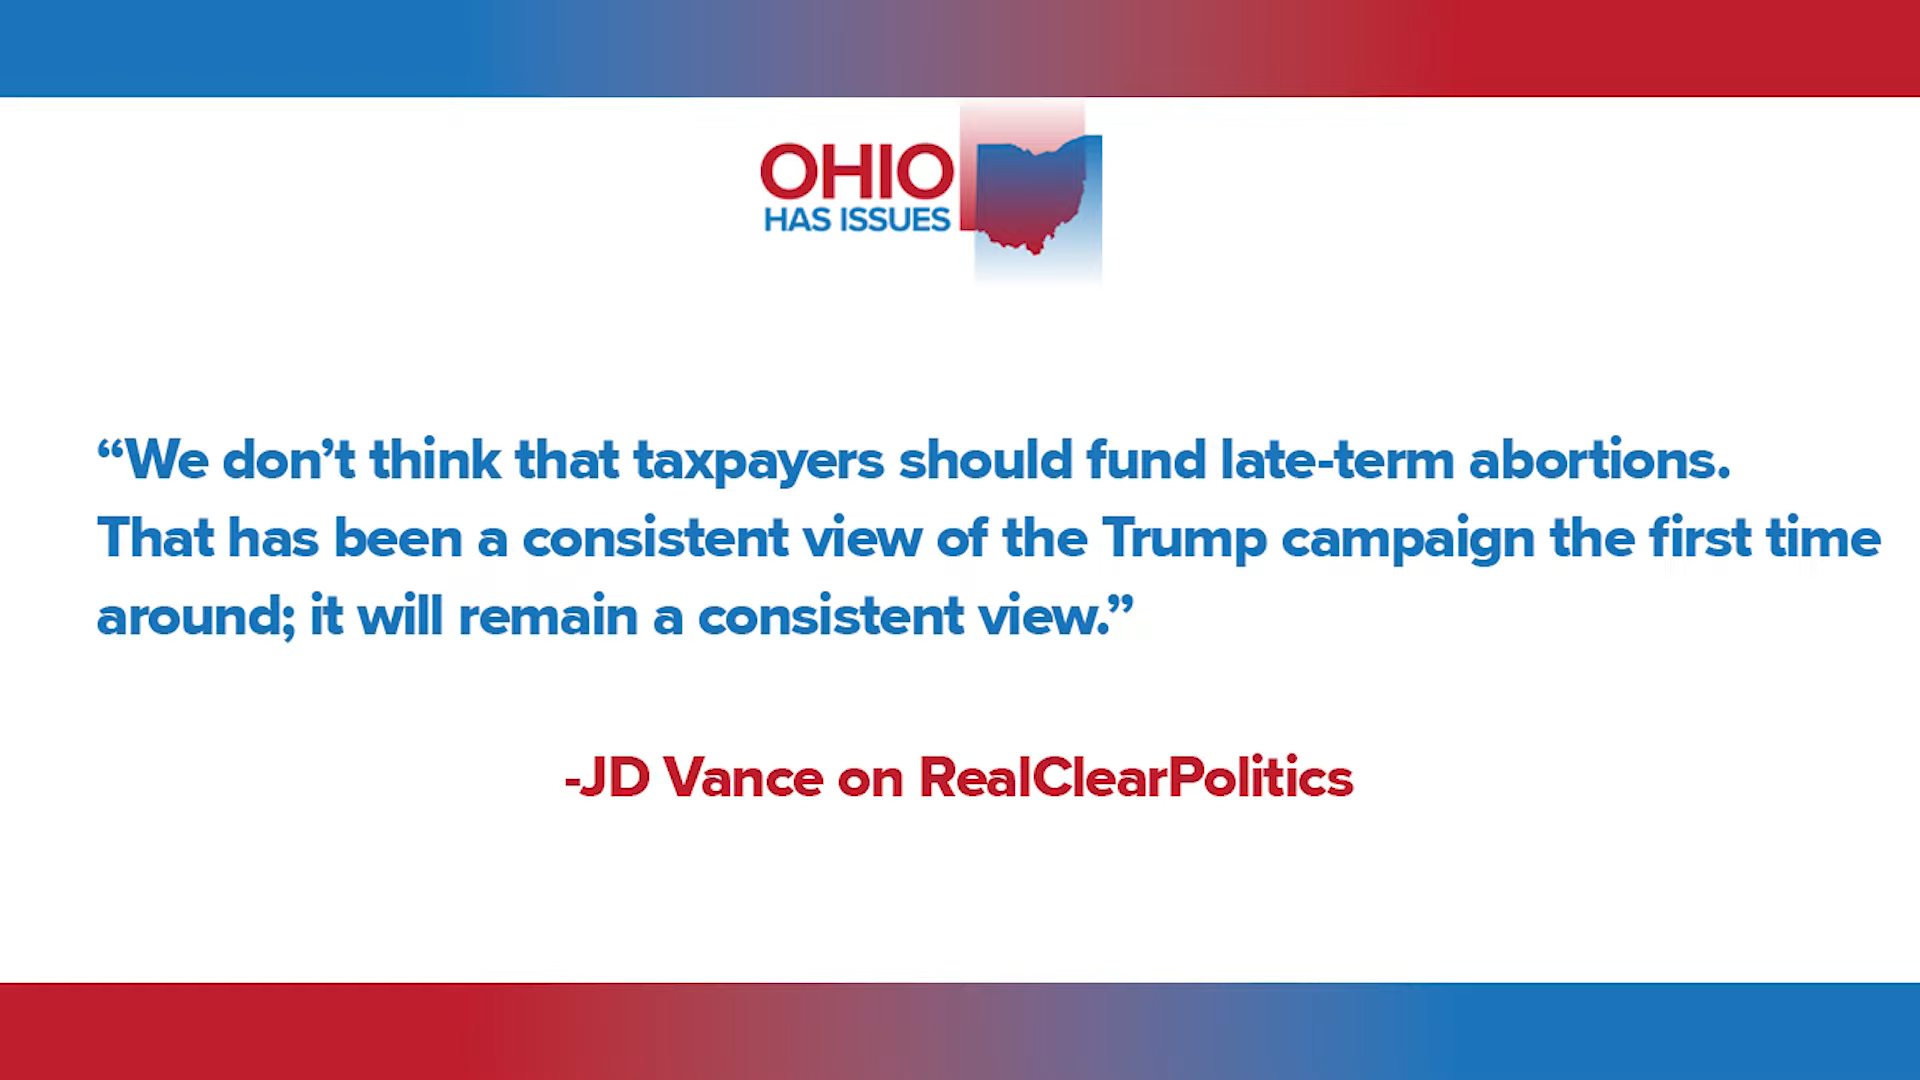 OHIO
HAS ISSUES
“We don’t think that taxpayers should fund late-term abortions.
That has been a consistent view of the Trump campaign the first time
around; it will remain a consistent view.”
-JD Vance on RealClearPolitics